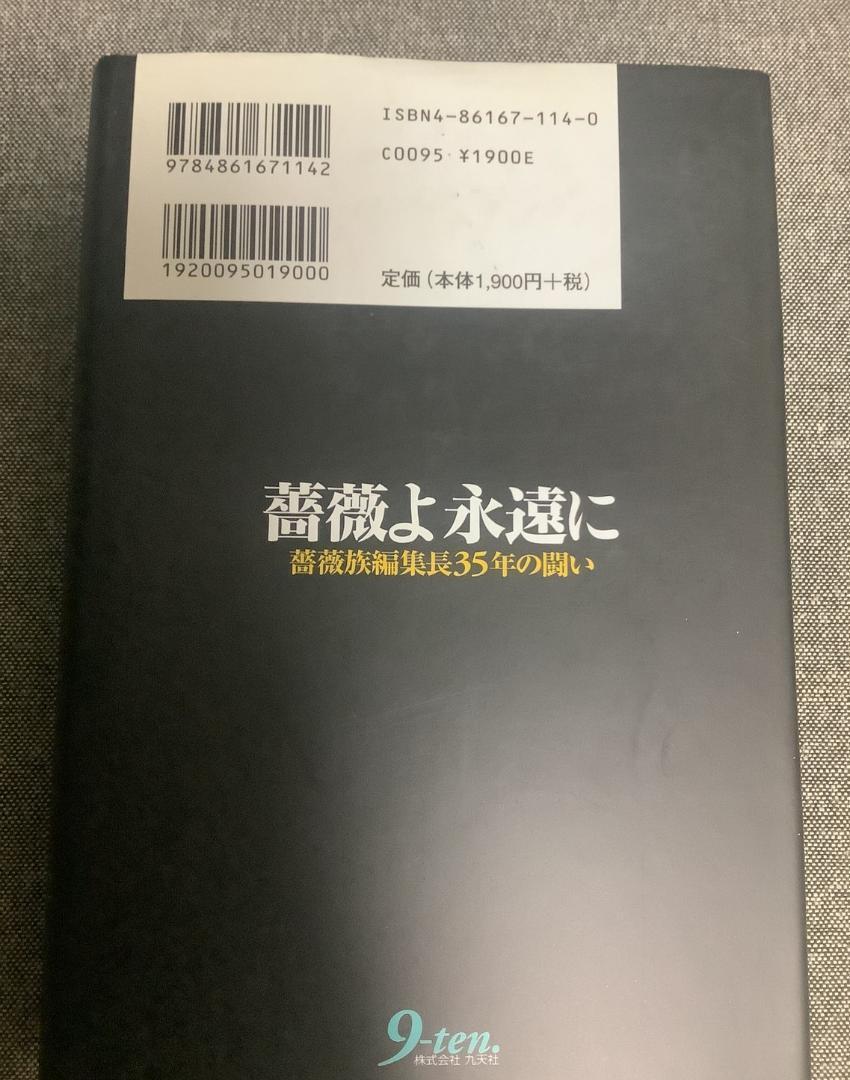 ISBN4-86167-114-0
9784861671142
C0095 ¥1900E
1920095019000
定価(本体1,900円+税)
薔薇よ永遠に
薔薇族編集長35年の闘い
9-ten.
株式会社 九天社